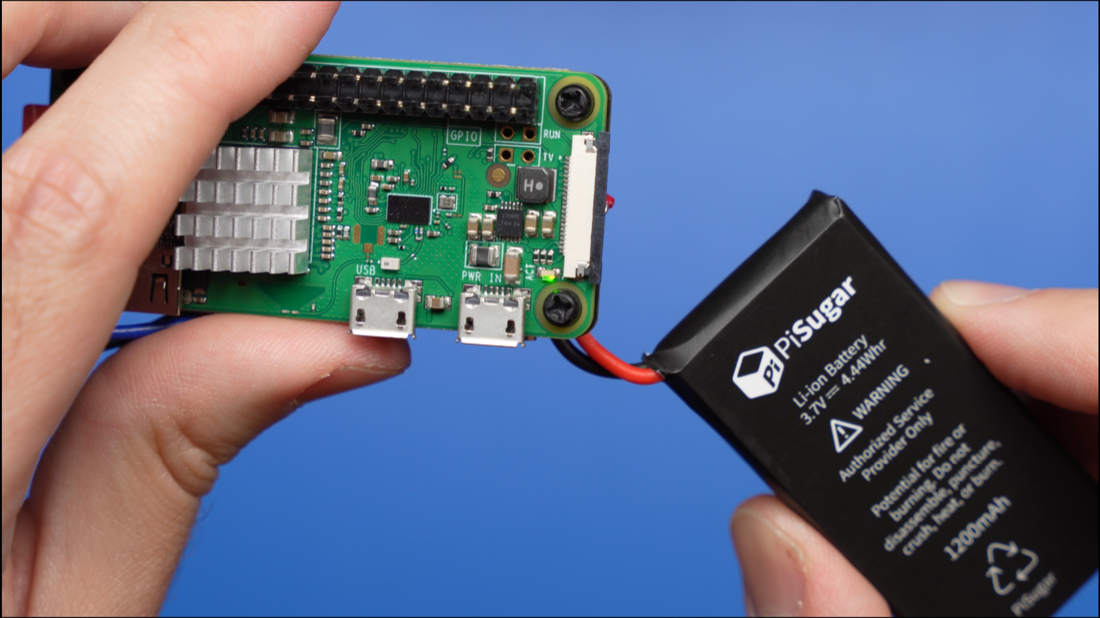 GPIO
RUN
TV
H
USB
PWR IN
ACT
Pi PiSugar
Li-ion Battery
3.7V⎓ 4.44Whr
WARNING
Authorized Service
Provider Only
Potential for fire or
burning. Do not
disassemble, puncture,
crush, heat, or burn.
1200mAh
PiSugar